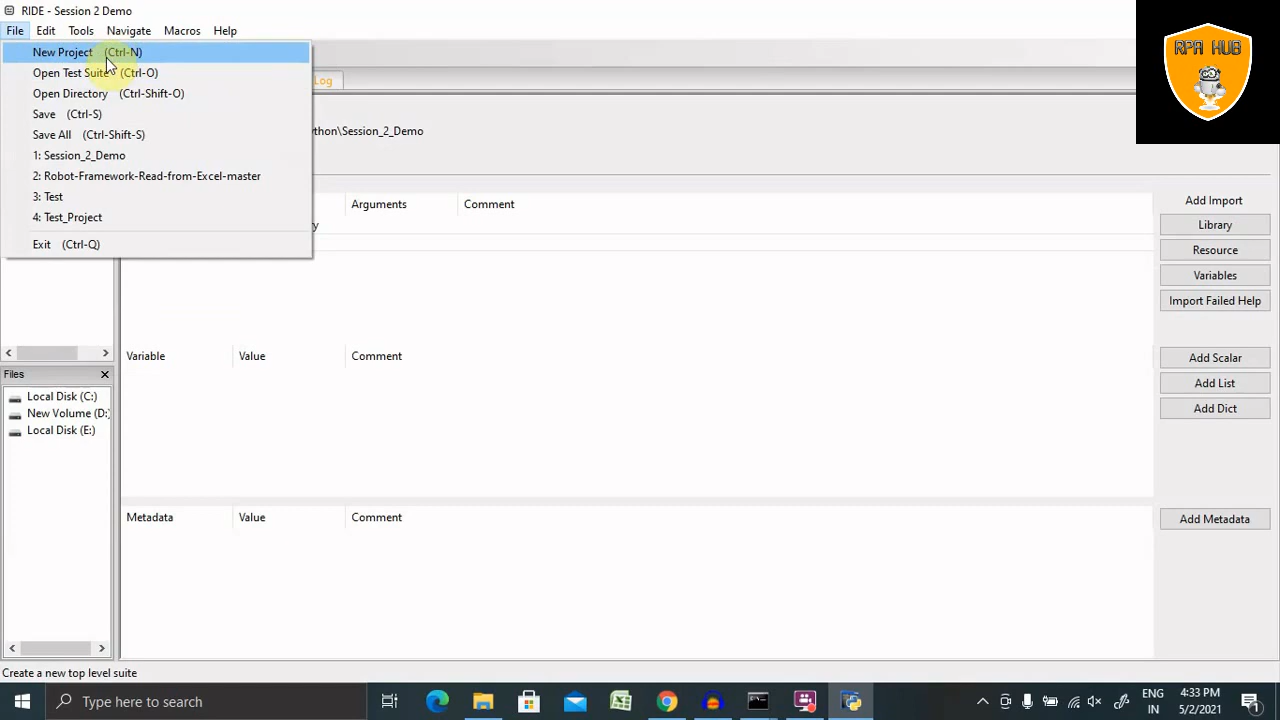 RIDE - Session 2 Demo
File Edit Tools Navigate Macros Help
New Project (Ctrl-N)
Open Test Suite (Ctrl-O)
Open Directory (Ctrl-Shift-O)
Save (Ctrl-S)
Save All (Ctrl-Shift-S)
1: Session_2_Demo
2: Robot-Framework-Read-from-Excel-master
3: Test
4: Test_Project
Exit (Ctrl-Q)
RPA HUB
Log
ython\Session_2_Demo
Arguments Comment
y
Add Import
Library
Resource
Variables
Import Failed Help
Variable Value Comment
Add Scalar
Add List
Add Dict
Files
Local Disk (C:)
New Volume (D:)
Local Disk (E:)
Metadata Value Comment
Add Metadata
Create a new top level suite
Type here to search
ENG
IN
4:33 PM
5/2/2021
1